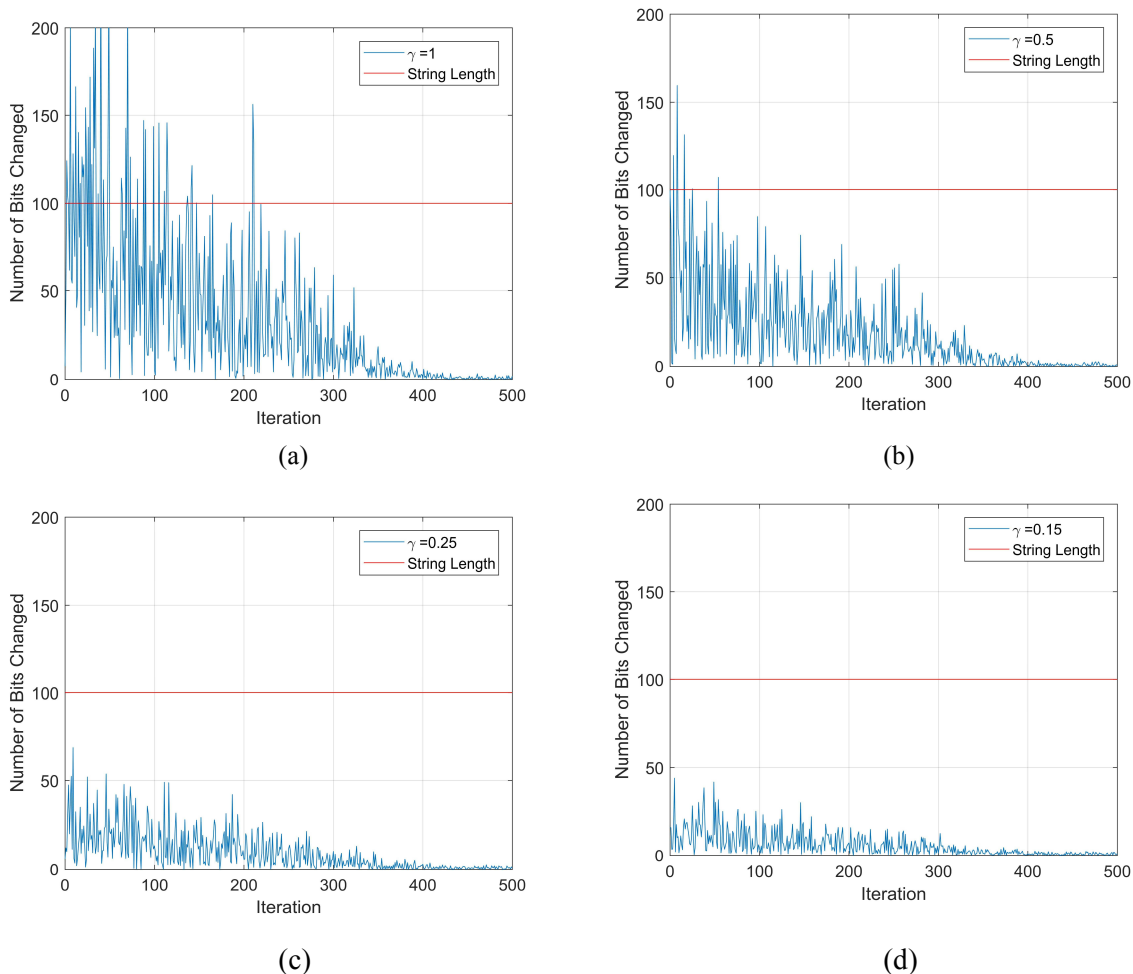 200
150
100
50
0
Number of Bits Changed
γ =1
String Length
0 100 200 300 400 500
Iteration
(a)
200
150
100
50
0
Number of Bits Changed
γ =0.5
String Length
0 100 200 300 400 500
Iteration
(b)
200
150
100
50
0
Number of Bits Changed
γ =0.25
String Length
0 100 200 300 400 500
Iteration
(c)
200
150
100
50
0
Number of Bits Changed
γ =0.15
String Length
0 100 200 300 400 500
Iteration
(d)